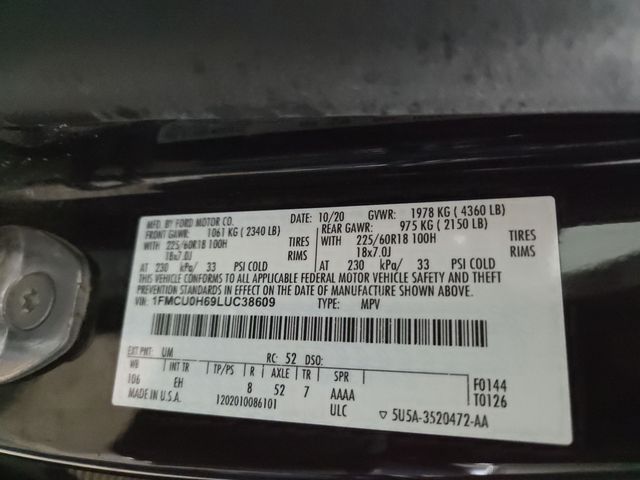 MFD. BY FORD MOTOR CO.
DATE: 10/20 GVWR: 1978 KG ( 4360 LB)
FRONT GAWR: 1061 KG ( 2340 LB) REAR GAWR: 975 KG ( 2150 LB)
WITH 225/60R18 100H TIRES WITH 225/60R18 100H TIRES
18x7.0J RIMS 18x7.0J RIMS
AT 230 kPa/ 33 PSI COLD AT 230 kPa/ 33 PSI COLD
THIS VEHICLE CONFORMS TO ALL APPLICABLE FEDERAL MOTOR VEHICLE SAFETY AND THEFT
PREVENTION STANDARDS IN EFFECT ON THE DATE OF MANUFACTURE SHOWN ABOVE.
VIN: 1FMCU0H69LUC38609 TYPE: MPV
EXT PNT: UM RC: 52 DSO:
WB INT TR TP/PS R AXLE TR SPR
106 EH 8 52 7 AAAA F0144
MADE IN U.S.A. 1202010086101 ULC T0126
▽ 5U5A-3520472-AA